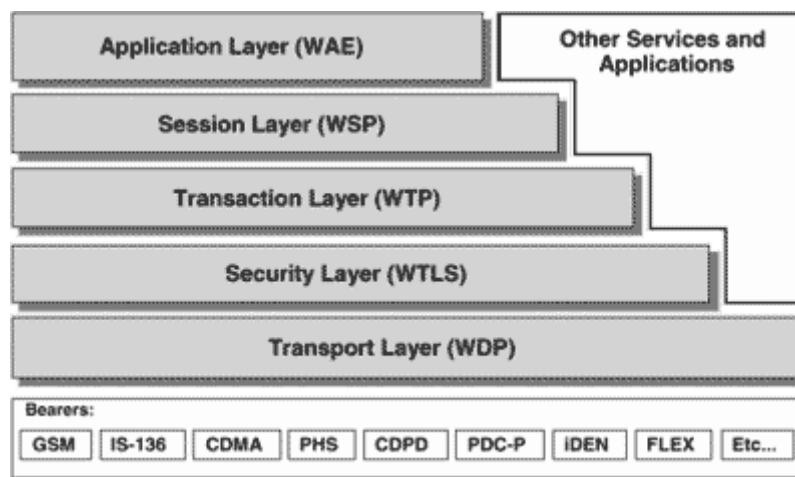 Application Layer (WAE)
Other Services and
Applications
Session Layer (WSP)
Transaction Layer (WTP)
Security Layer (WTLS)
Transport Layer (WDP)
Bearers:
GSM IS-136 CDMA PHS CDPD PDC-P iDEN FLEX Etc...